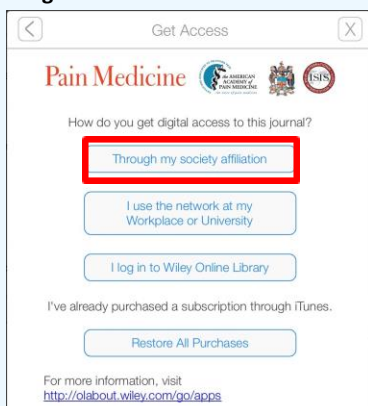 Get Access
X
Pain Medicine
the AMERICAN
ACADEMY of
PAIN MEDICINE
ISIS
How do you get digital access to this journal?
Through my society affiliation
I use the network at my
Workplace or University
I log in to Wiley Online Library
I've already purchased a subscription through iTunes.
Restore All Purchases
For more information, visit
http://olabout.wiley.com/go/apps